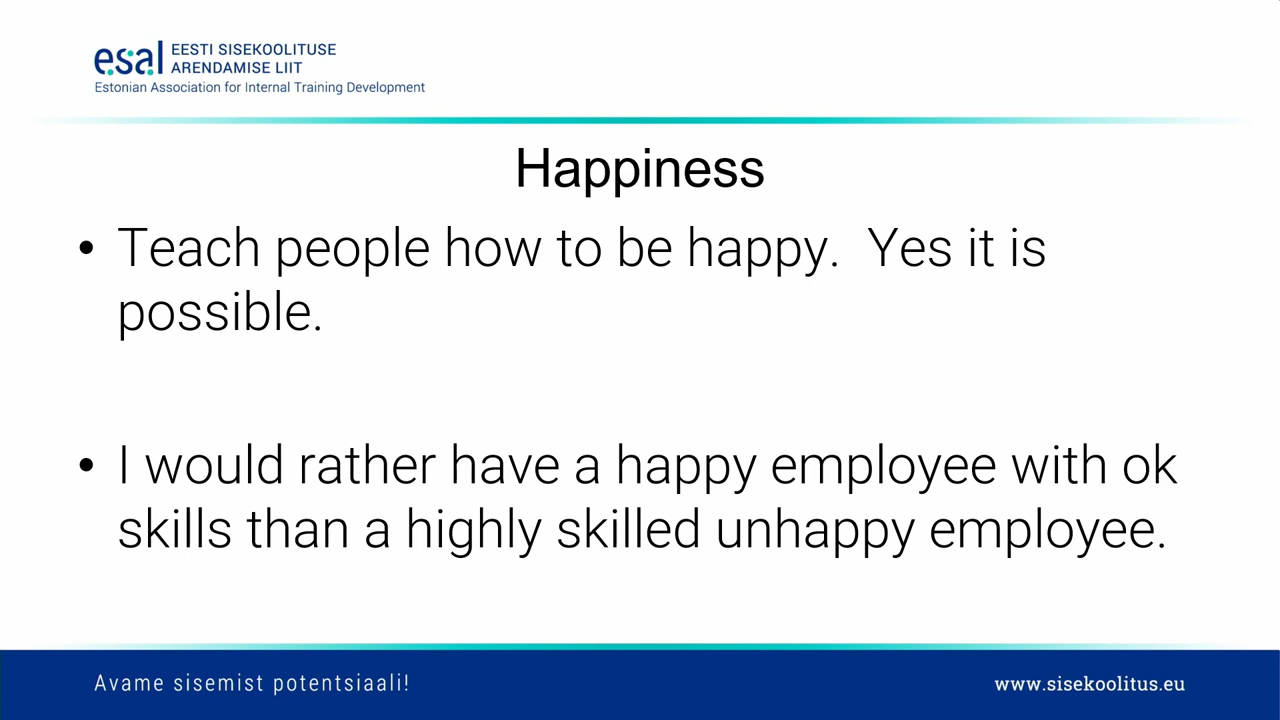 esal EESTI SISEKOOLITUSE
ARENDAMISE LIIT
Estonian Association for Internal Training Development
Happiness
• Teach people how to be happy.  Yes it is
possible.
• I would rather have a happy employee with ok
skills than a highly skilled unhappy employee.
Avame sisemist potentsiaali!
www.sisekoolitus.eu